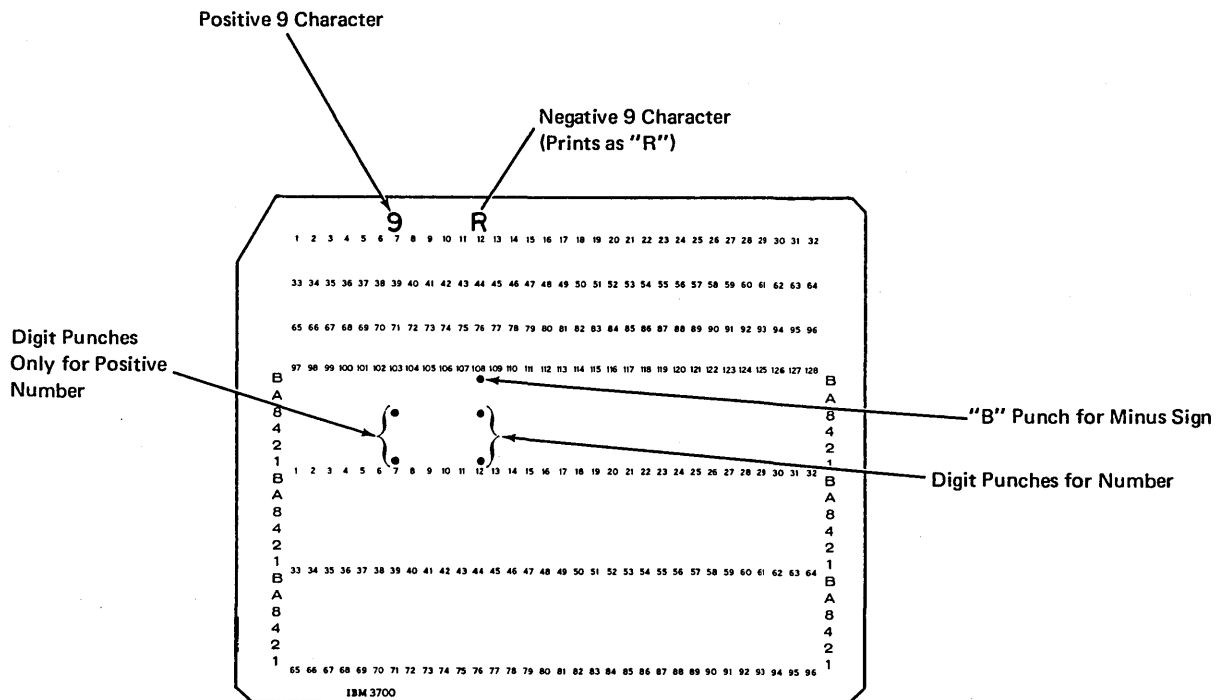 Positive 9 Character
Negative 9 Character
(Prints as "R")
9 R
1 2 3 4 5 6 7 8 9 10 11 12 13 14 15 16 17 18 19 20 21 22 23 24 25 26 27 28 29 30 31 32
33 34 35 36 37 38 39 40 41 42 43 44 45 46 47 48 49 50 51 52 53 54 55 56 57 58 59 60 61 62 63 64
65 66 67 68 69 70 71 72 73 74 75 76 77 78 79 80 81 82 83 84 85 86 87 88 89 90 91 92 93 94 95 96
Digit Punches
Only for Positive
Number
97 98 99 100 101 102 103 104 105 106 107 108 109 110 111 112 113 114 115 116 117 118 119 120 121 122 123 124 125 126 127 128
B B
A A
8 8
4 4
2 2
1 1
"B" Punch for Minus Sign
Digit Punches for Number
1 2 3 4 5 6 7 8 9 10 11 12 13 14 15 16 17 18 19 20 21 22 23 24 25 26 27 28 29 30 31 32
B B
A A
8 8
4 4
2 2
1 1
33 34 35 36 37 38 39 40 41 42 43 44 45 46 47 48 49 50 51 52 53 54 55 56 57 58 59 60 61 62 63 64
B B
A A
8 8
4 4
2 2
1 1
65 66 67 68 69 70 71 72 73 74 75 76 77 78 79 80 81 82 83 84 85 86 87 88 89 90 91 92 93 94 95 96
IBM 3700